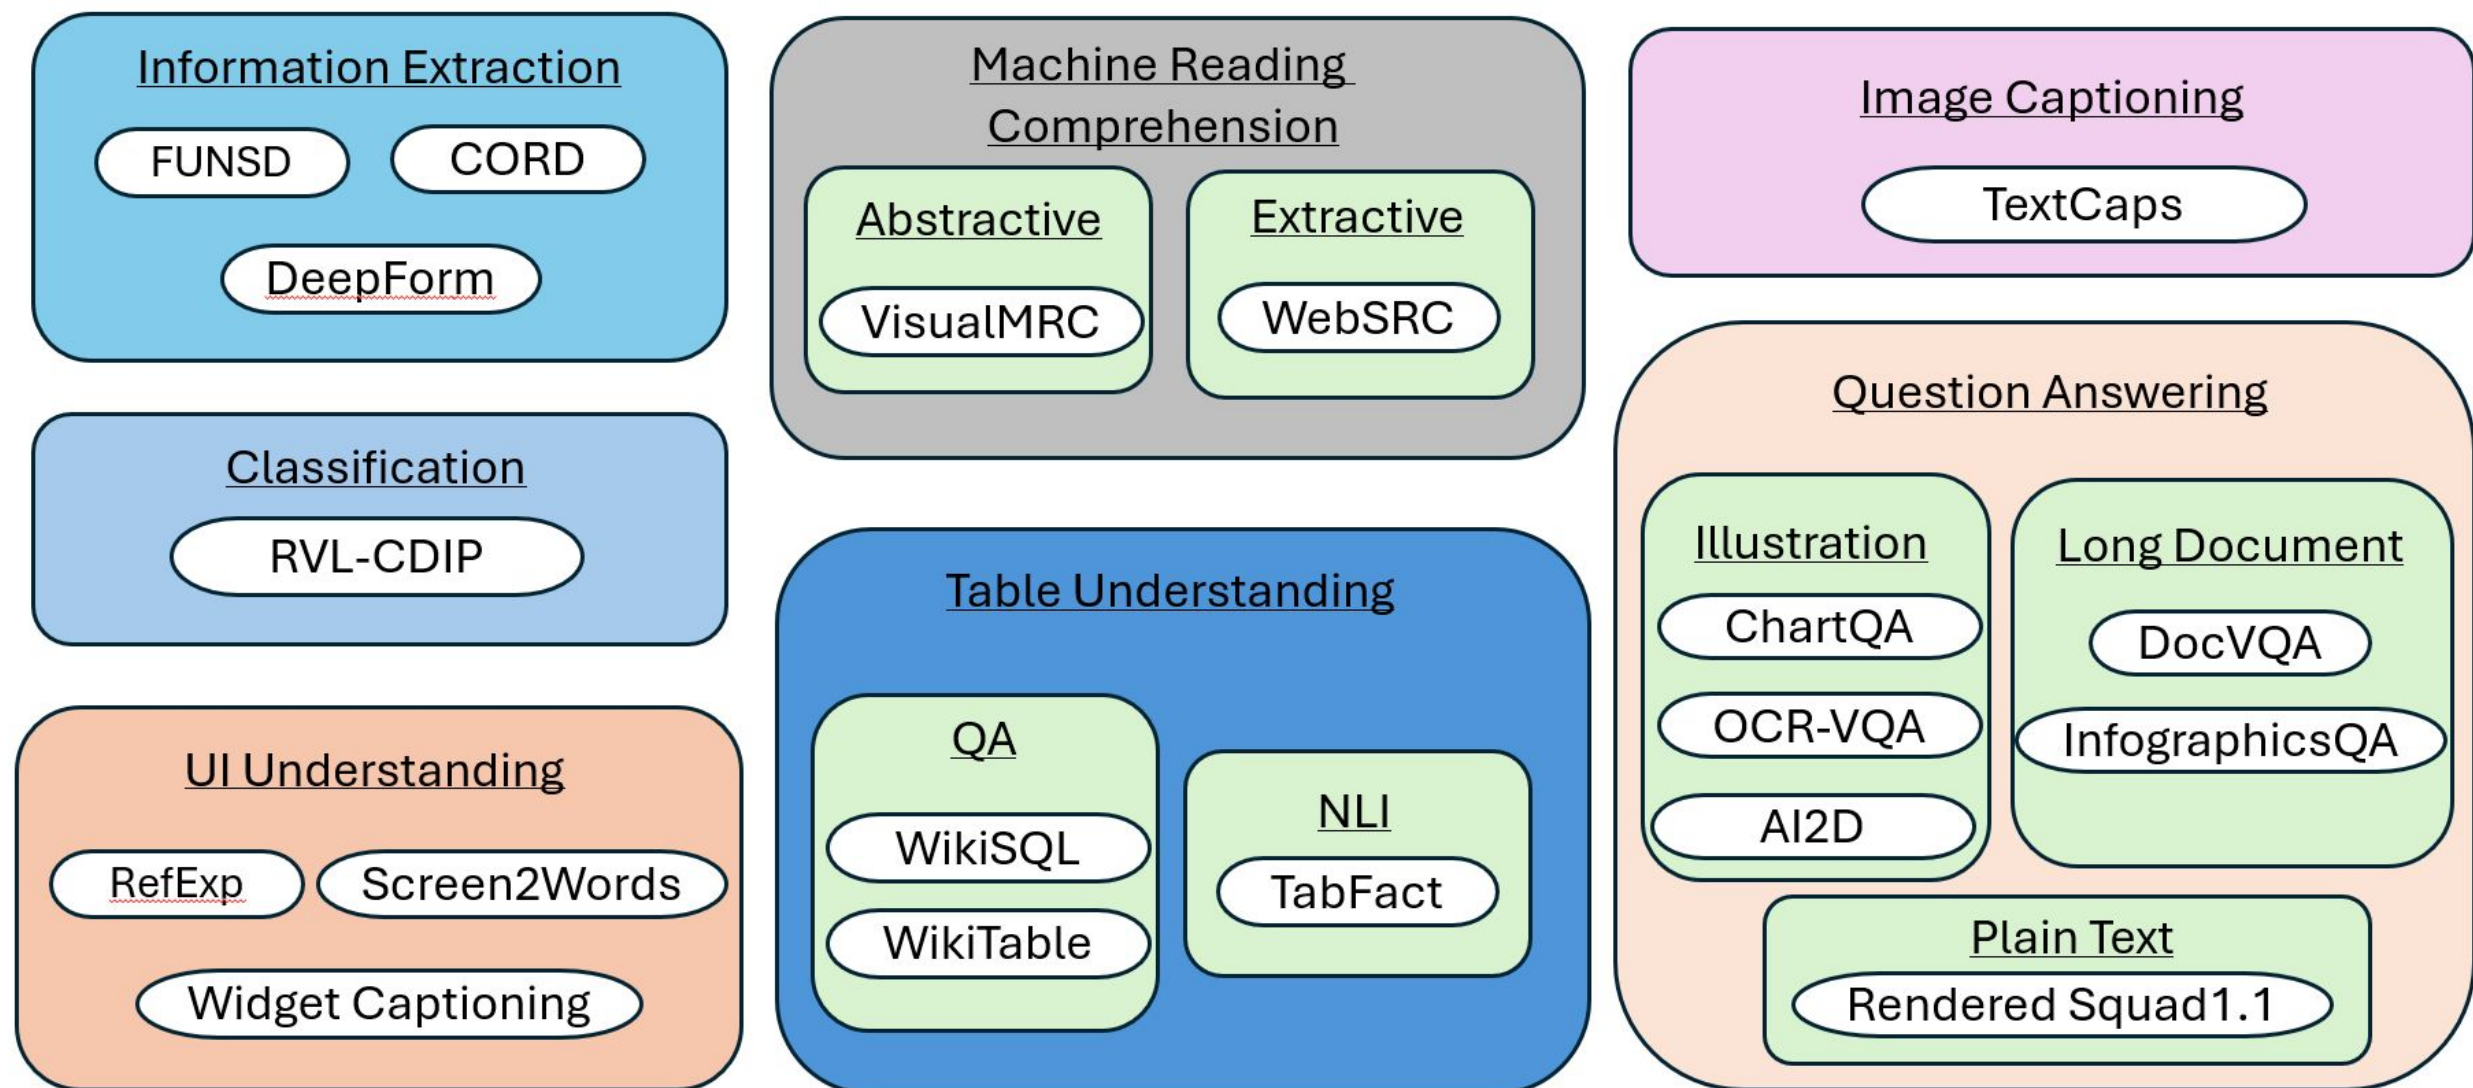 Information Extraction
FUNSD
CORD
DeepForm
Machine Reading
Comprehension
Abstractive
VisualMRC
Extractive
WebSRC
Image Captioning
TextCaps
Classification
RVL-CDIP
UI Understanding
RefExp
Screen2Words
Widget Captioning
Table Understanding
QA
WikiSQL
WikiTable
NLI
TabFact
Question Answering
Illustration
ChartQA
OCR-VQA
AI2D
Long Document
DocVQA
InfographicsQA
Plain Text
Rendered Squad1.1